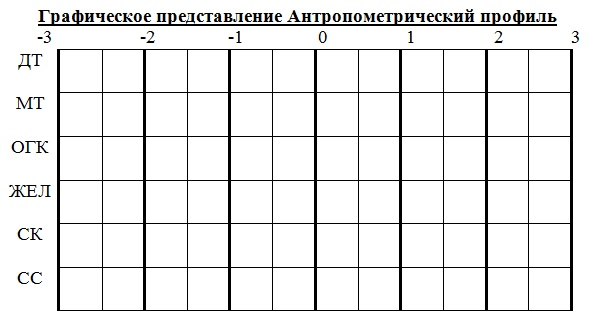 Графическое представление Антропометрический профиль
-3 -2 -1 0 1 2 3
ДТ
МТ
ОГК
ЖЕЛ
СК
СС